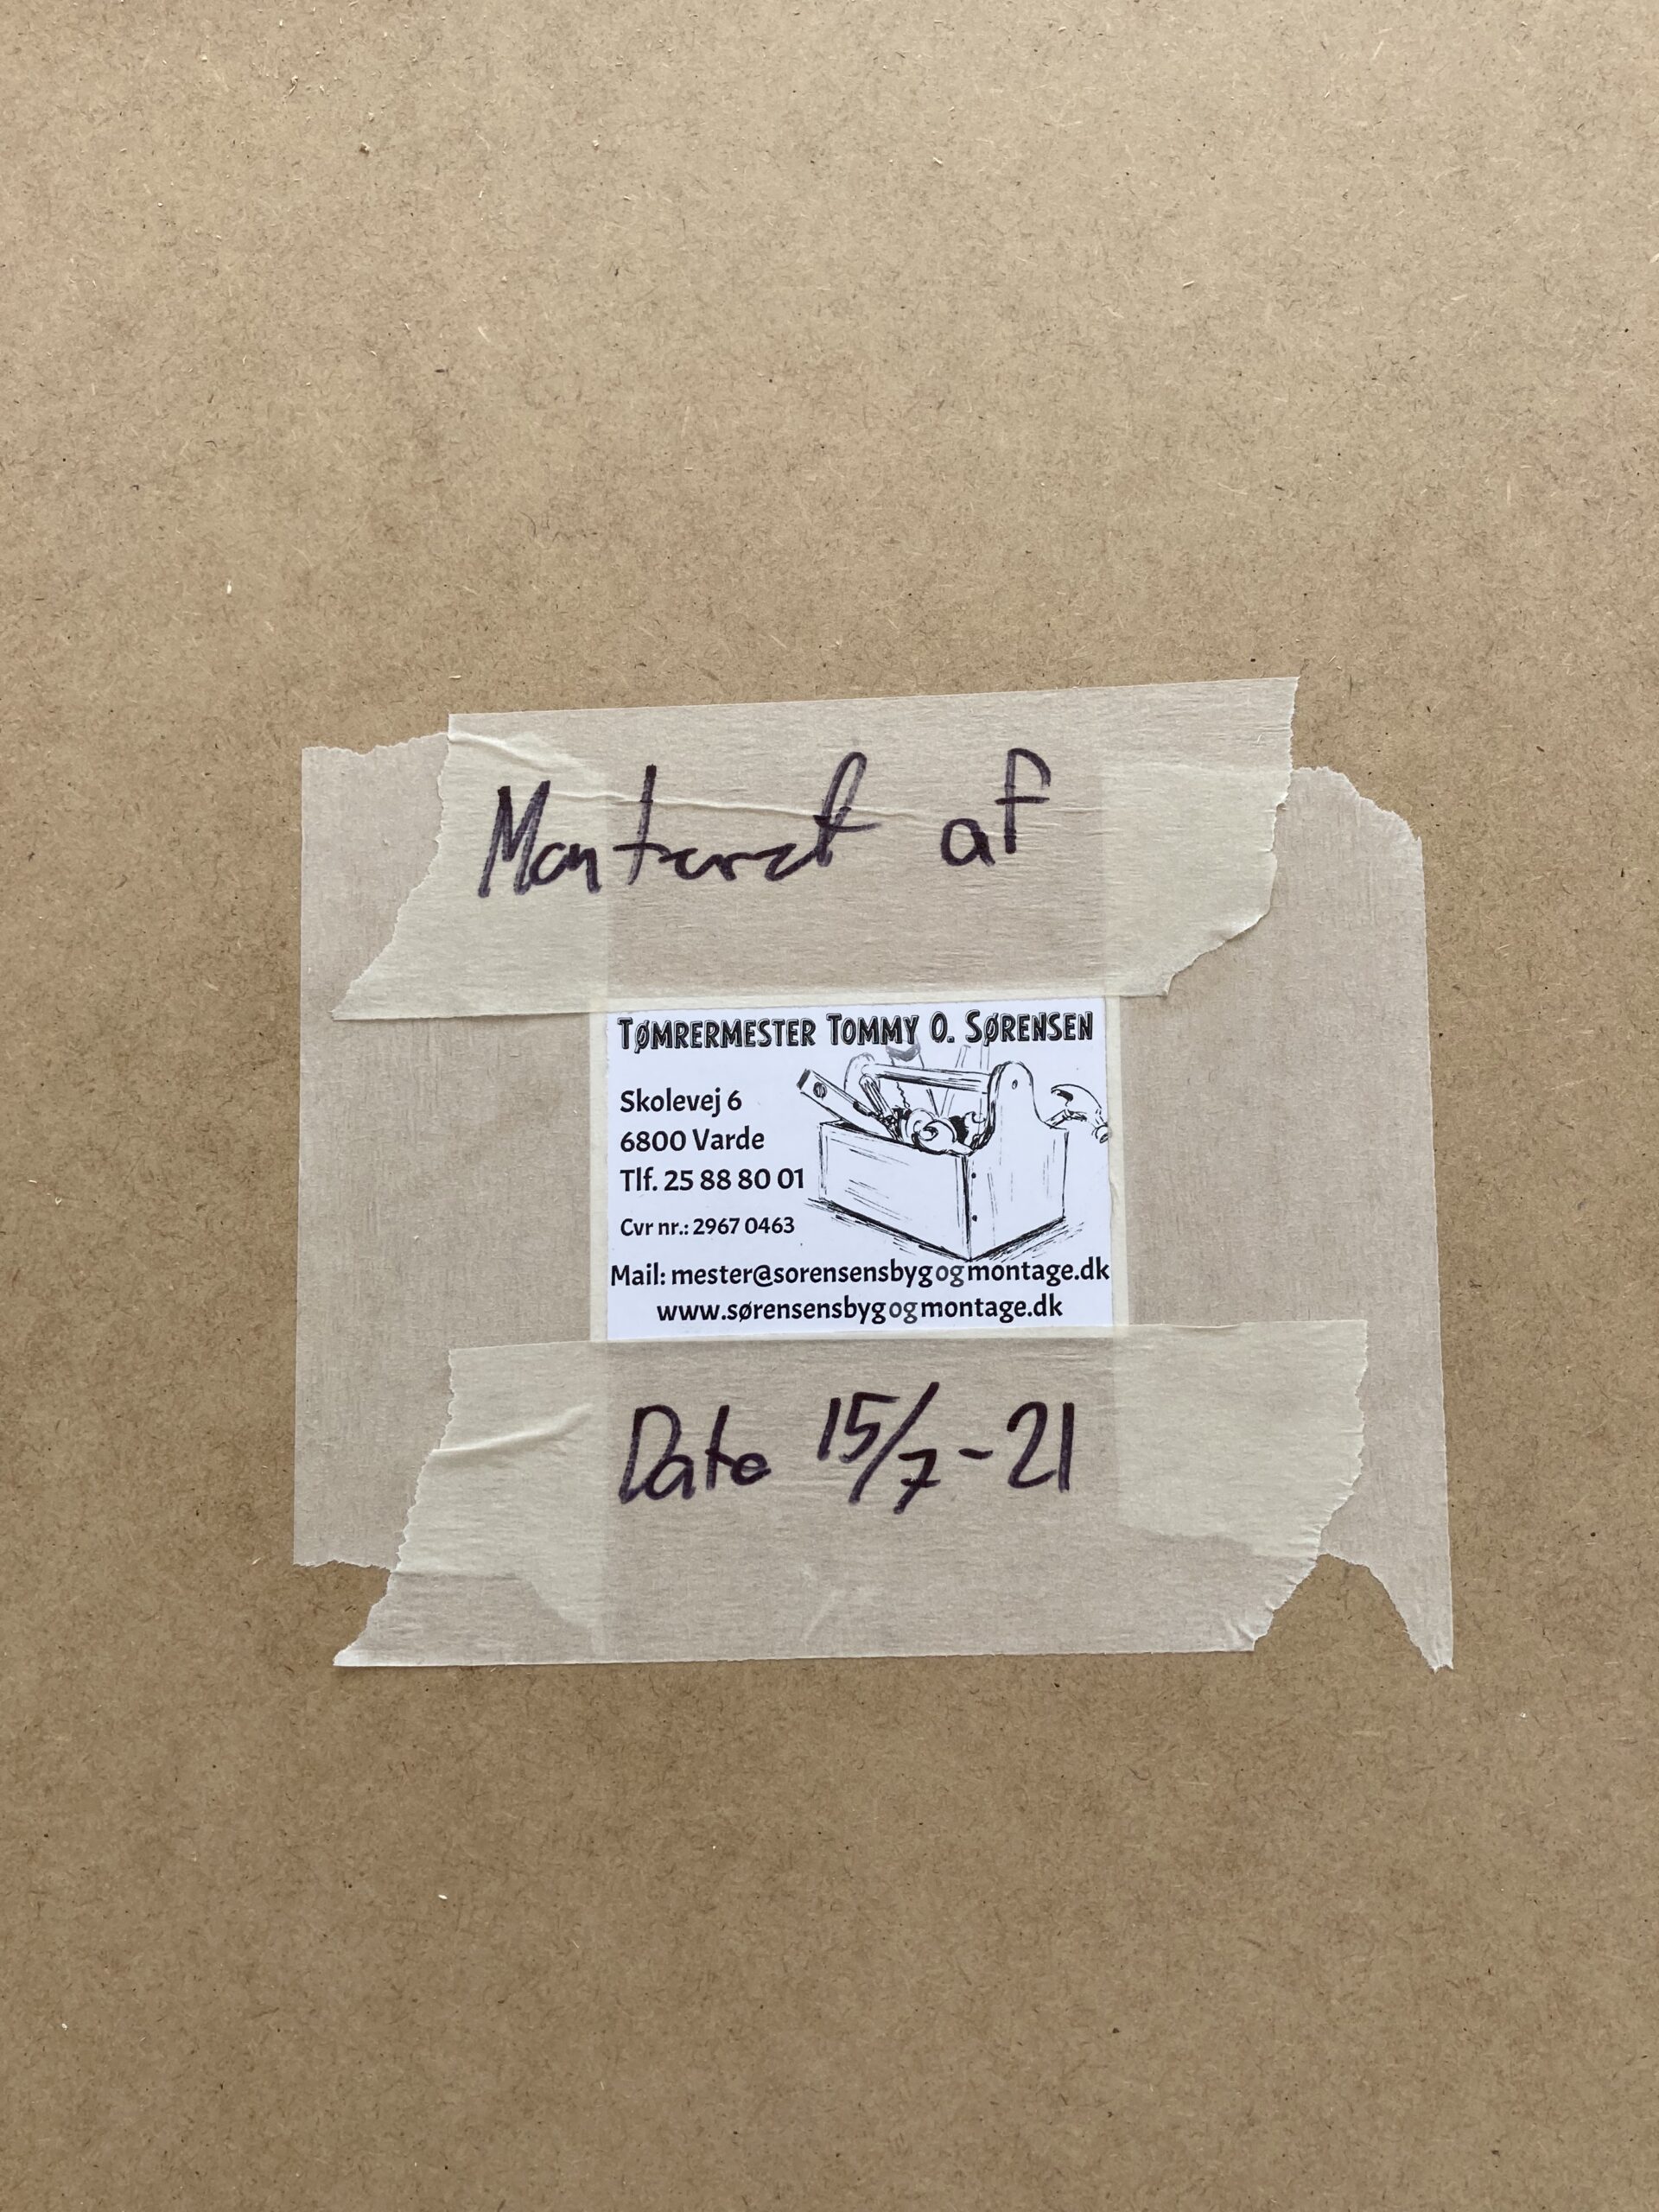 Monteret af
TØMRERMESTER TOMMY O. SØRENSEN
Skolevej 6
6800 Varde
Tlf. 25 88 80 01
Cvr nr.: 2967 0463
Mail: mester@sorensensbygogmontage.dk
www.sørensensbygogmontage.dk
Dato 15/7-21